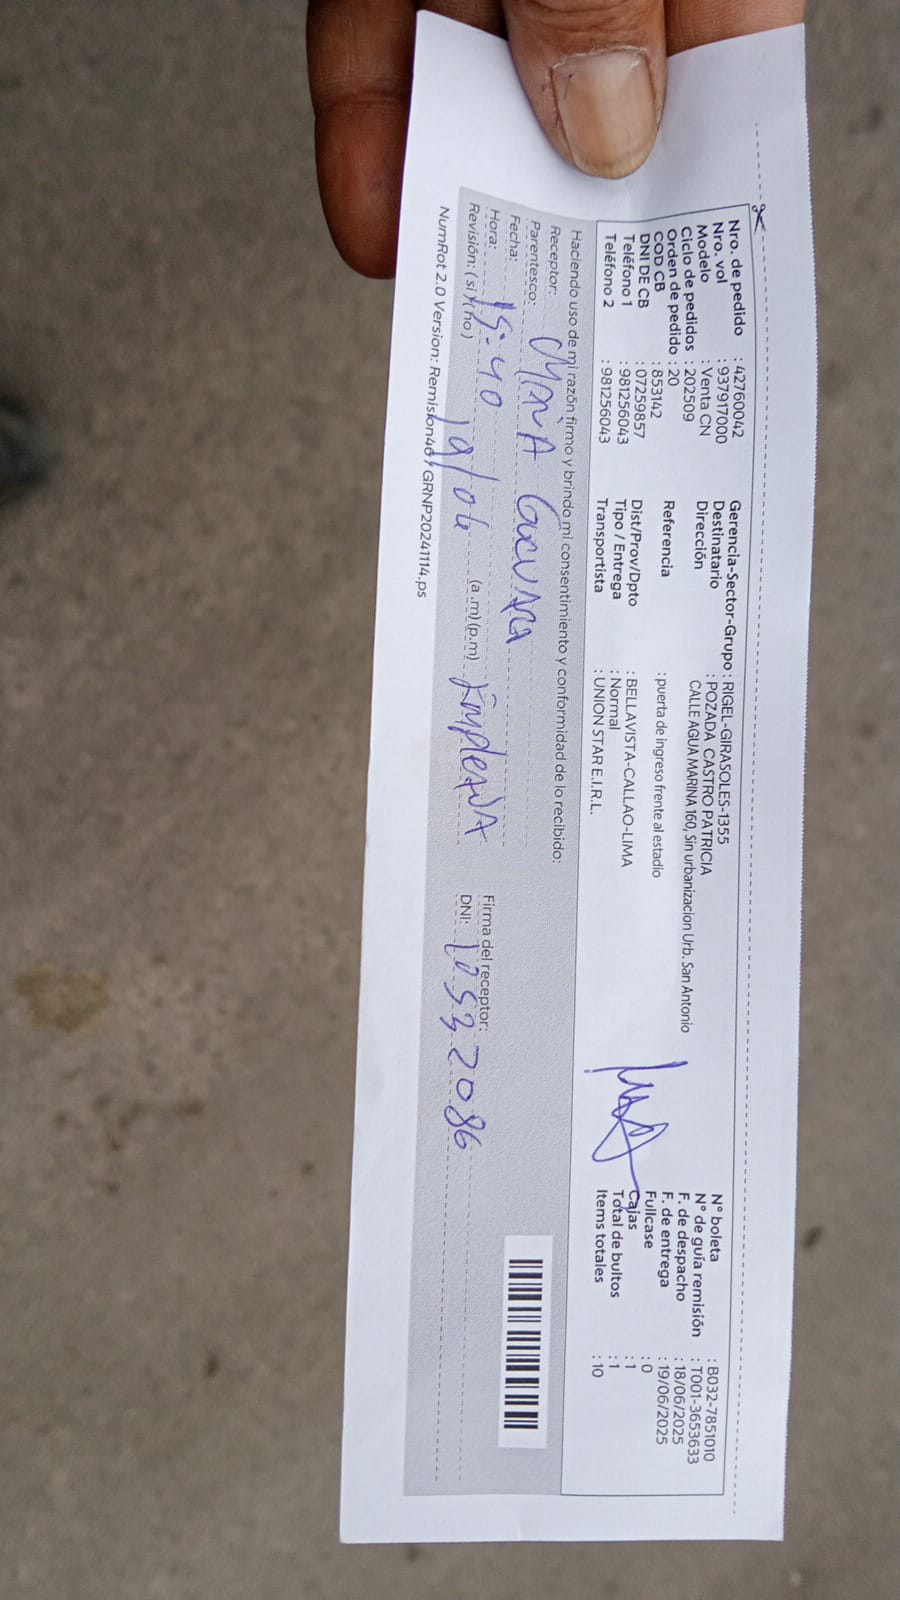 Nro. de pedido : 42760042
Nro. vol : 937917000
Modelo : Venta CN
Ciclo de pedidos : 202509
Orden de pedido : 20
COD CB : 853142
DNI DE CB : 07259857
Teléfono 1 : 981256043
Teléfono 2 : 981256043
Gerencia-Sector-Grupo : RIGEL-GIRASOLES-1355
Destinatario : POZADA CASTRO PATRICIA
Dirección CALLE AGUA MARINA 160, Sin urbanizacion Urb. San Antonio
Referencia : puerta de ingreso frente al estadio
Dist/Prov/Dpto : BELLAVISTA-CALLAO-LIMA
Tipo / Entrega : Normal
Transportista : UNION STAR E.I.R.L.
N° boleta : B032-7851010
N° de guía remisión : T001-3653633
F. de despacho : 18/06/2025
F. de entrega : 19/06/2025
Fullcase : 0
Cajas : 1
Total de bultos : 1
Items totales : 10
Haciendo uso de mi razón firmo y brindo mi consentimiento y conformidad de lo recibido:
Receptor:
Parentesco:
Fecha:
Hora: 15:40
Revisión: (si) (no) 19/06 (a.m) (p.m)
Firma del receptor:
DNI: 10532086
NumRot 2.0 Version: Remision46 / GRNP20241114.ps